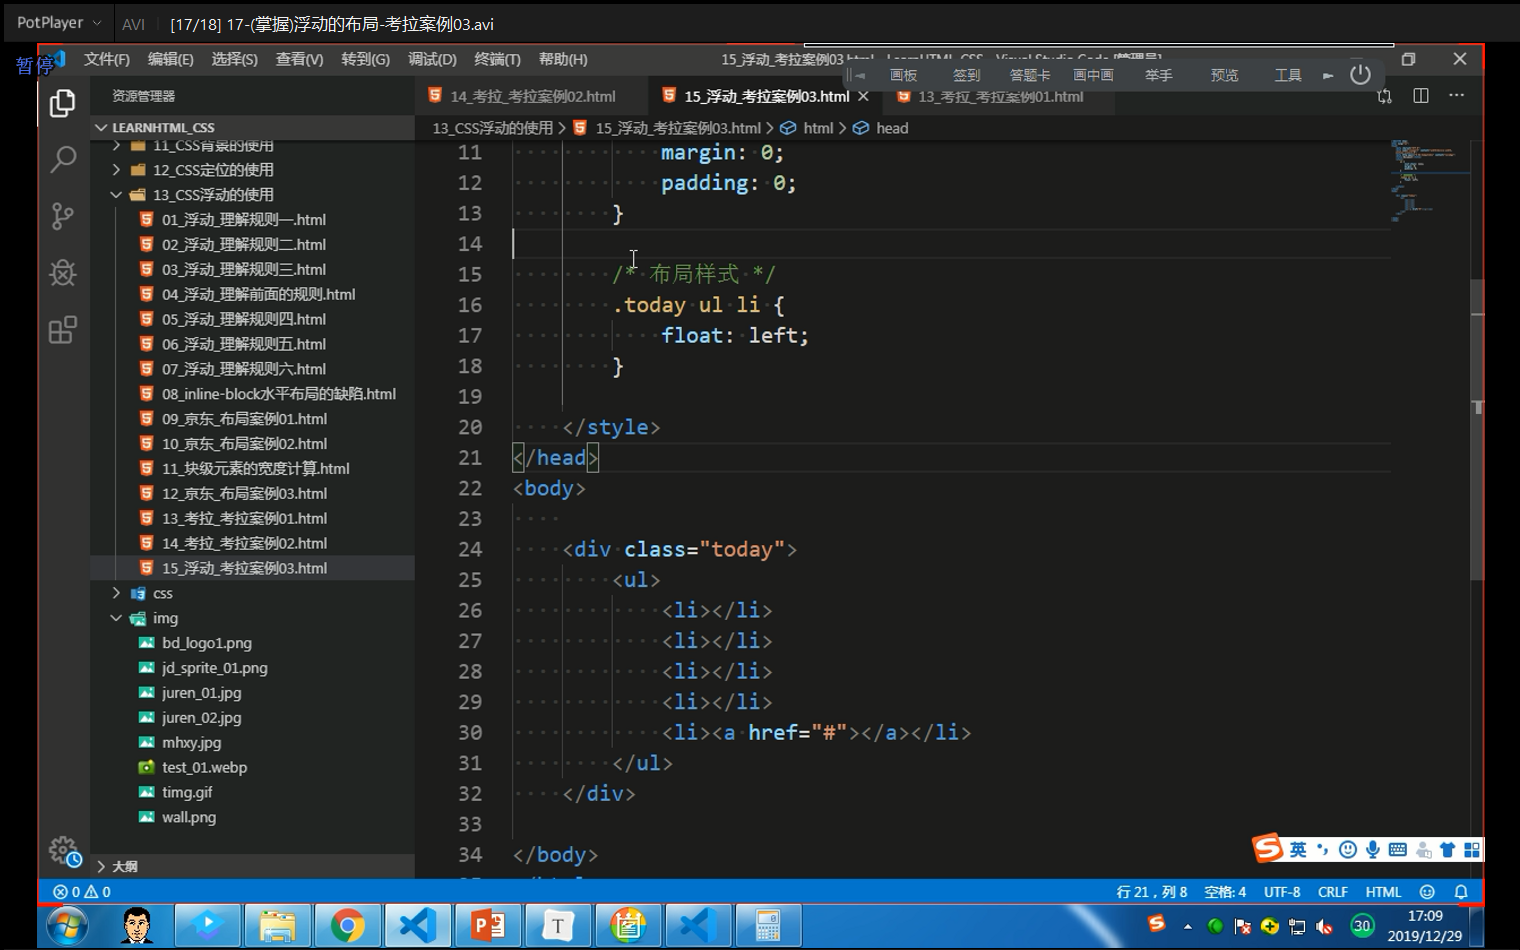 PotPlayer AVI [17/18] 17-(掌握)浮动的布局-考拉案例03.avi
暂停
文件(F) 编辑(E) 选择(S) 查看(V) 转到(G) 调试(D) 终端(T) 帮助(H)
画板 签到 答题卡 画中画 举手 预览 工具
资源管理器
14_考拉_考拉案例02.html 15_浮动_考拉案例03.html 13_考拉_考拉案例01.html
LEARNHTML_CSS
13_CSS浮动的使用 > 15_浮动_考拉案例03.html > html > head
11_CSS背景的使用
12_CSS定位的使用
13_CSS浮动的使用
01_浮动_理解规则一.html
02_浮动_理解规则二.html
03_浮动_理解规则三.html
04_浮动_理解前面的规则.html
05_浮动_理解规则四.html
06_浮动_理解规则五.html
07_浮动_理解规则六.html
08_inline-block水平布局的缺陷.html
09_京东_布局案例01.html
10_京东_布局案例02.html
11_块级元素的宽度计算.html
12_京东_布局案例03.html
13_考拉_考拉案例01.html
14_考拉_考拉案例02.html
15_浮动_考拉案例03.html
css
img
bd_logo1.png
jd_sprite_01.png
juren_01.jpg
juren_02.jpg
mhxy.jpg
test_01.webp
timg.gif
wall.png
大纲
11 margin: 0;
12 padding: 0;
13 }
14
15 /* 布局样式 */
16 .today ul li {
17 float: left;
18 }
19
20 </style>
21 </head>
22 <body>
23
24 <div class="today">
25 <ul>
26 <li></li>
27 <li></li>
28 <li></li>
29 <li></li>
30 <li><a href="#"></a></li>
31 </ul>
32 </div>
33
34 </body>
英
0 0 行 21，列 8 空格: 4 UTF-8 CRLF HTML
30 17:09
2019/12/29